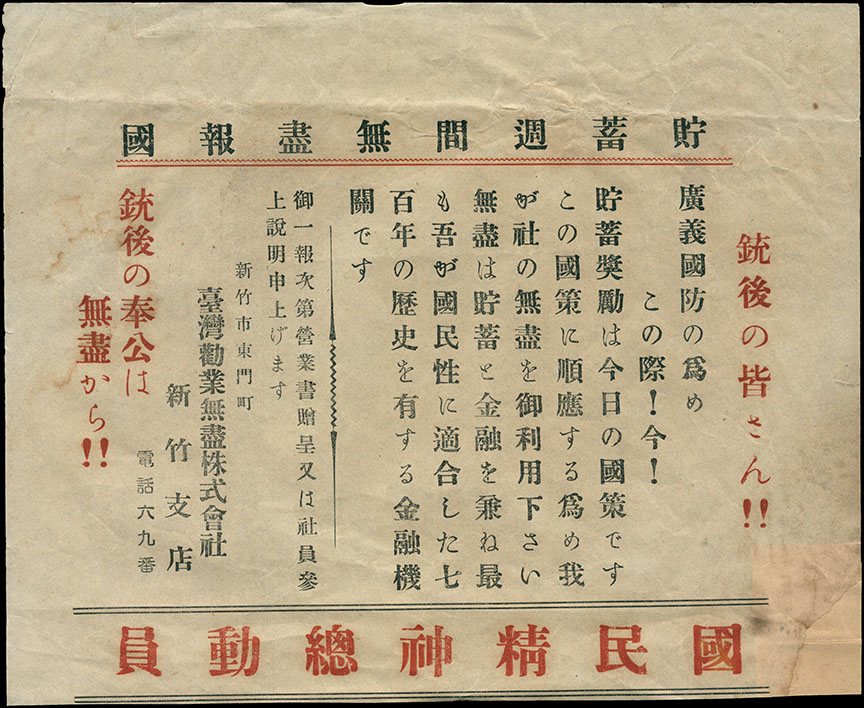 貯蓄週間無盡報國
銃後の皆さん!!
廣義國防の爲め
この際!今!
貯蓄獎勵は今日の國策です
この國策に順應する爲め我
が社の無盡を御利用下さい
無盡は貯蓄と金融を兼ね最
も吾が國民性に適合した七
百年の歷史を有する金融機
關です
御一報次第營業書贈呈又は社員參
上說明申上げます
新竹市東門町
臺灣勸業無盡株式會社
新竹支店
電話六九番
銃後の奉公は
無盡から!!
國民精神總動員